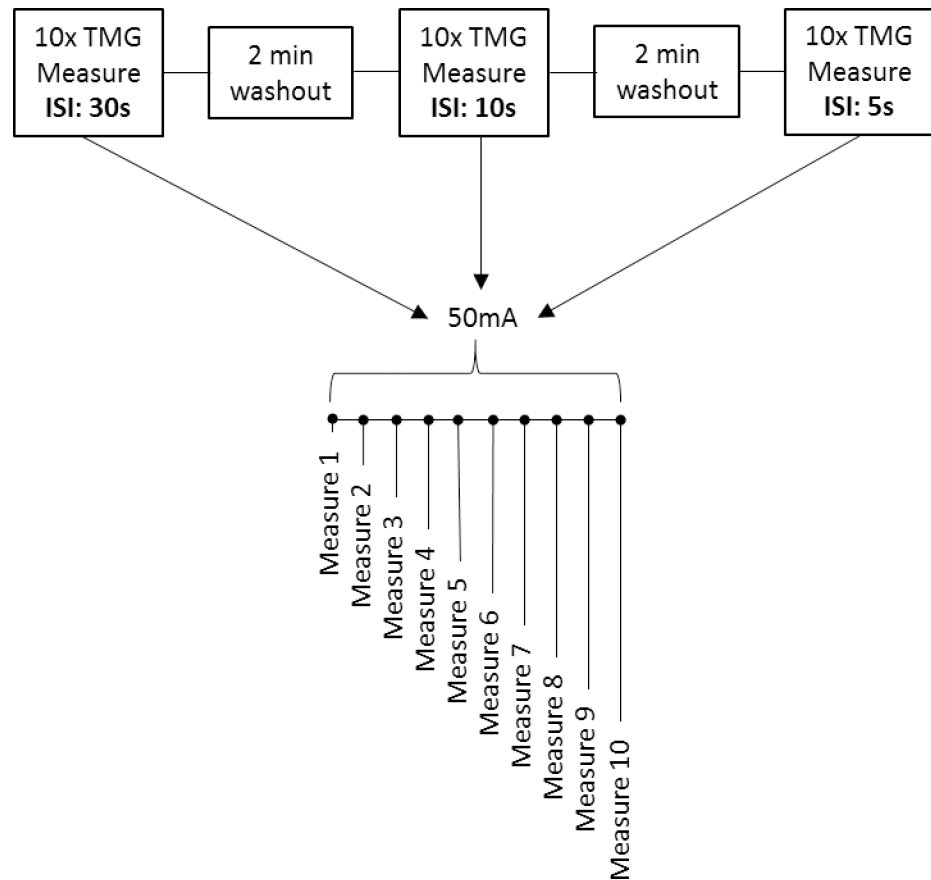 10x TMG
Measure
ISI: 30s
2 min
washout
10x TMG
Measure
ISI: 10s
2 min
washout
10x TMG
Measure
ISI: 5s
50mA
Measure 1
Measure 2
Measure 3
Measure 4
Measure 5
Measure 6
Measure 7
Measure 8
Measure 9
Measure 10